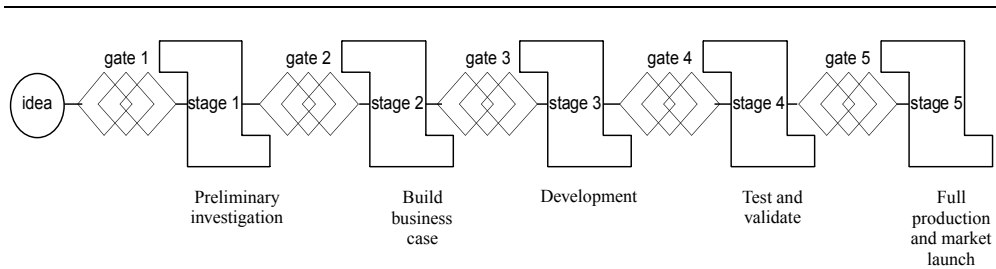 gate 1
gate 2
gate 3
gate 4
gate 5
idea
stage 1
stage 2
stage 3
stage 4
stage 5
Preliminary
investigation
Build
business
case
Development
Test and
validate
Full
production
and market
launch